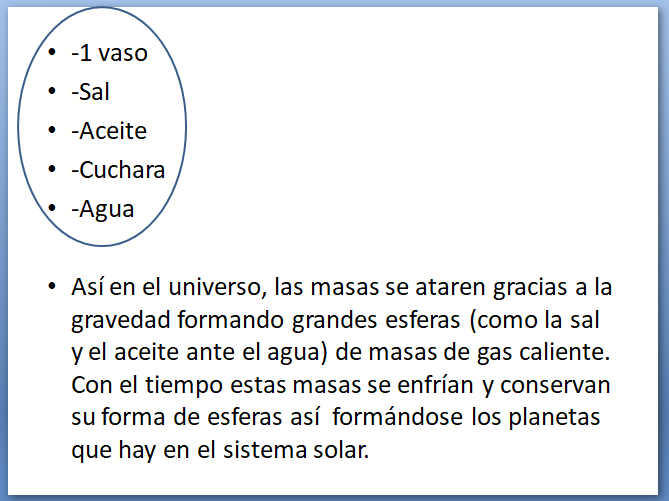 • -1 vaso
• -Sal
• -Aceite
• -Cuchara
• -Agua
• Así en el universo, las masas se ataren gracias a la
gravedad formando grandes esferas (como la sal
y el aceite ante el agua) de masas de gas caliente.
Con el tiempo estas masas se enfrían y conservan
su forma de esferas así  formándose los planetas
que hay en el sistema solar.